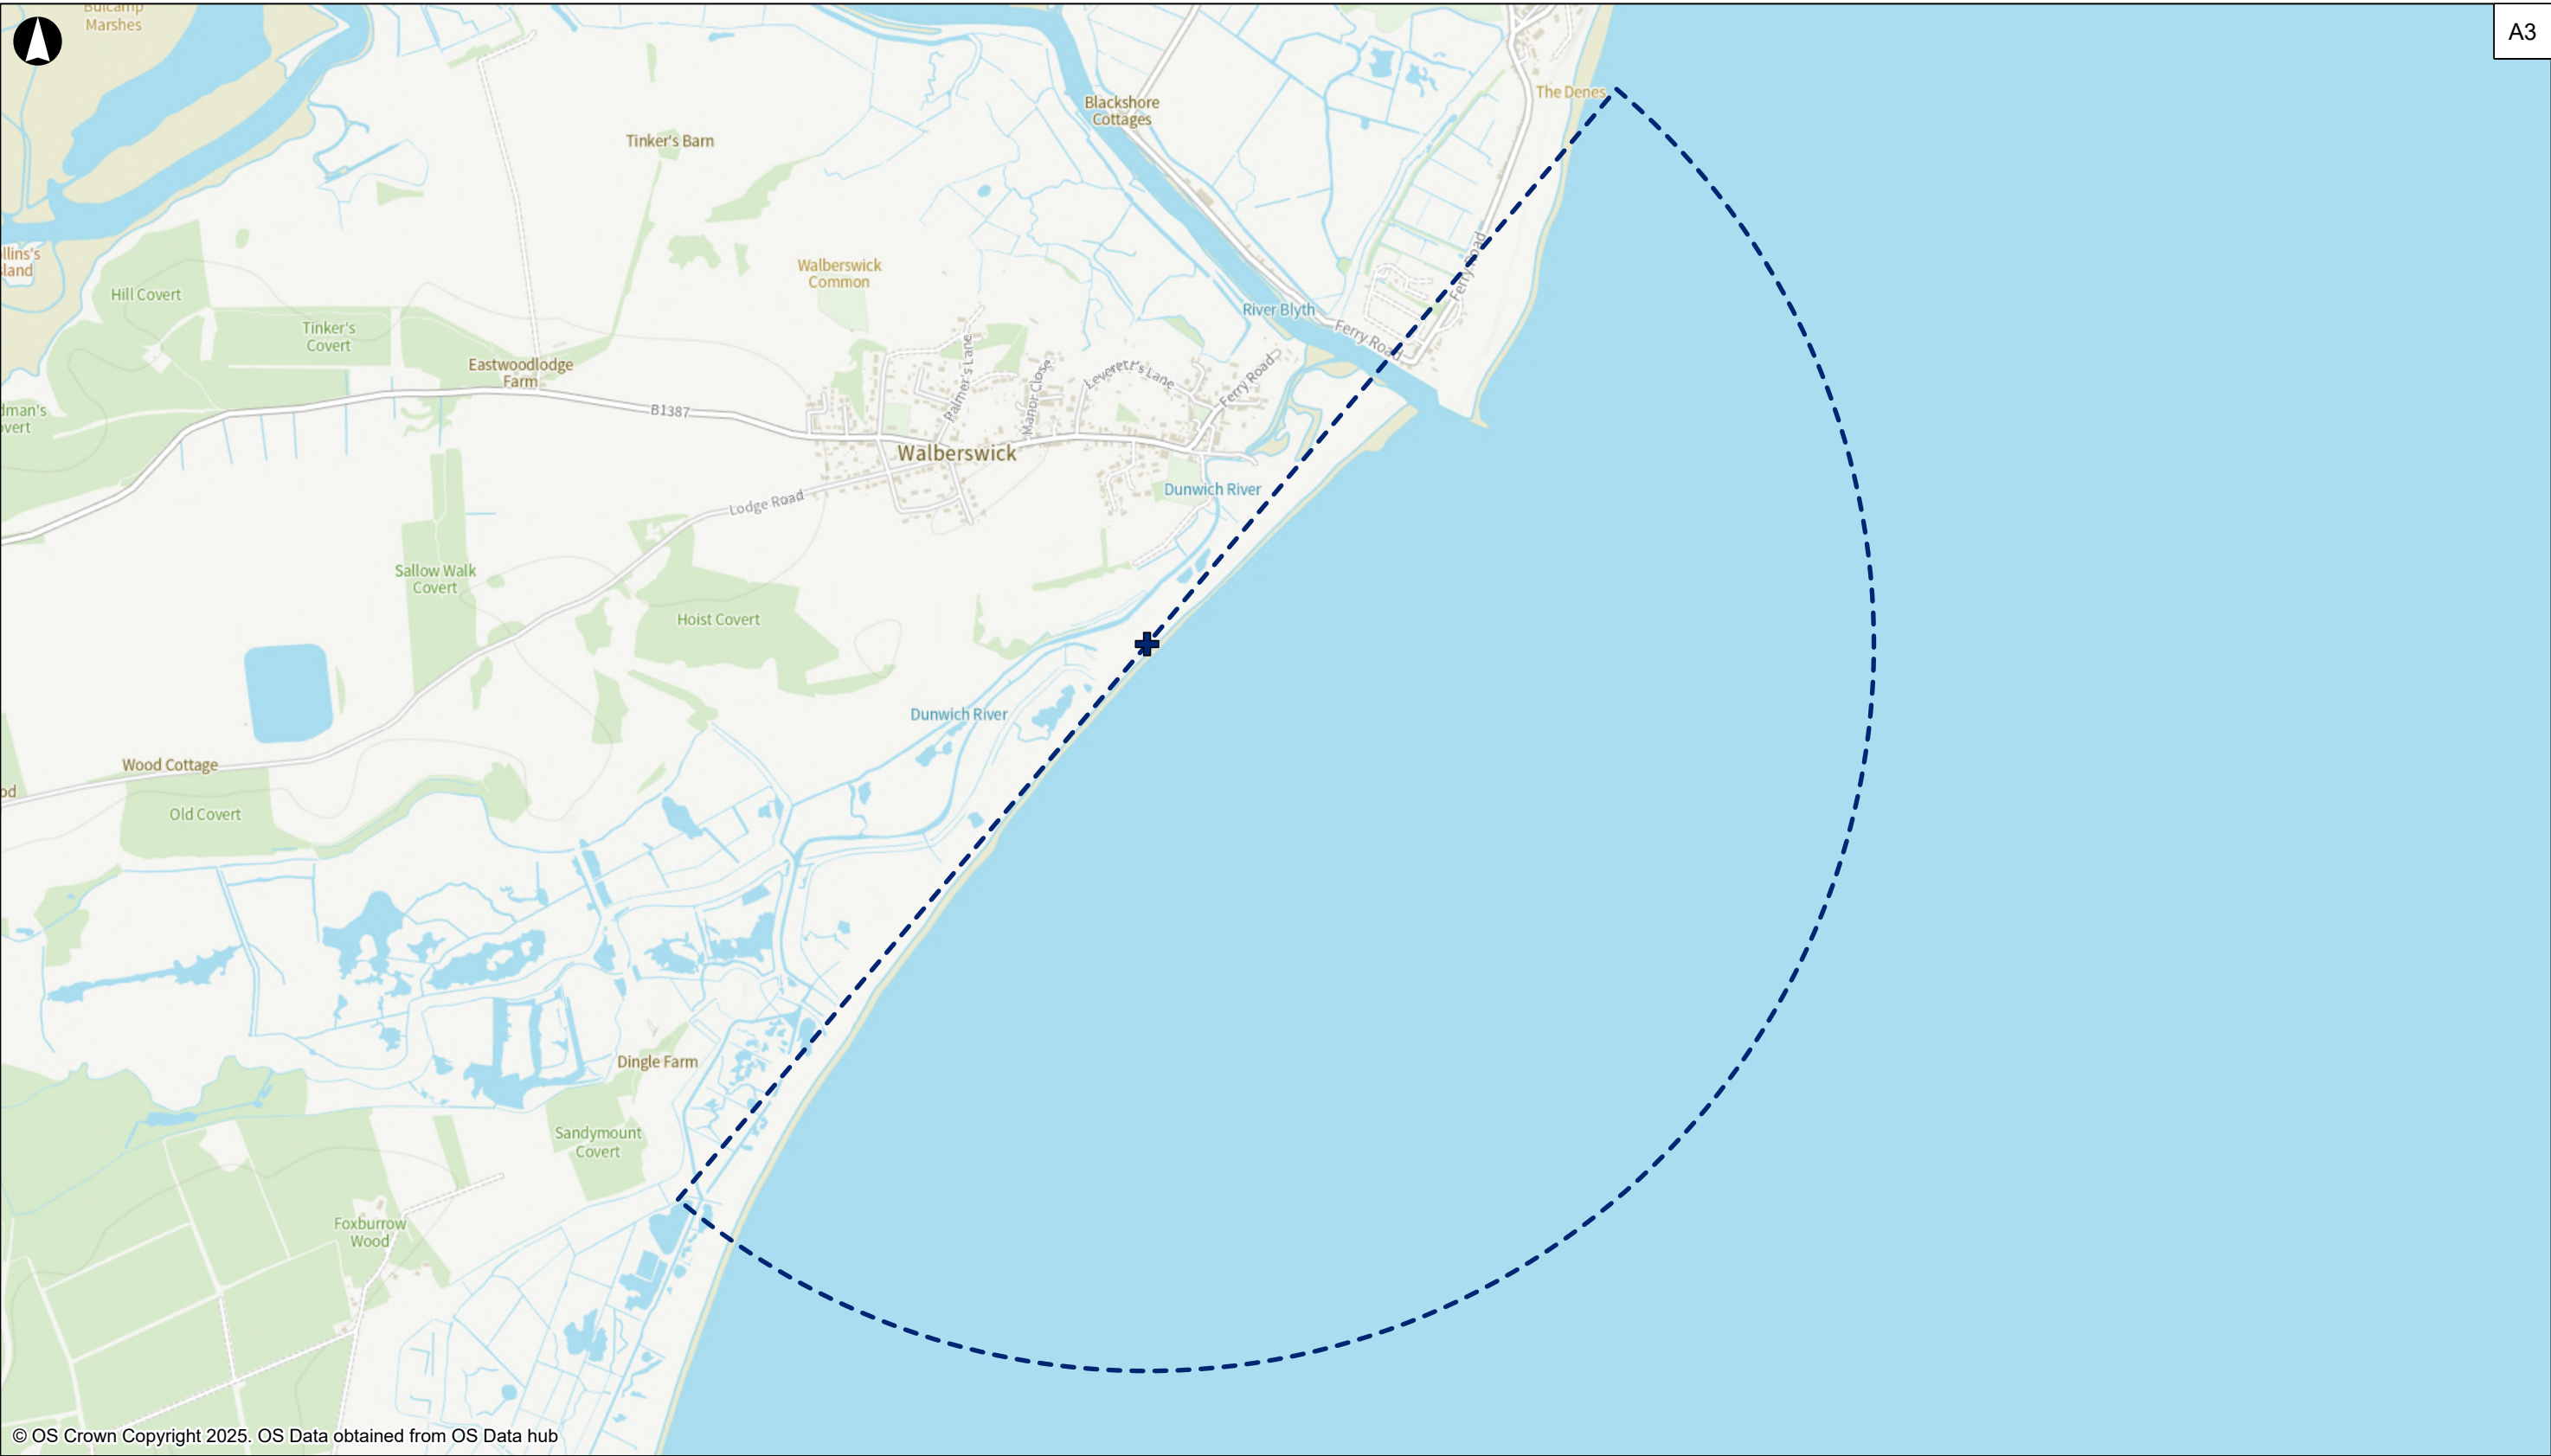 Bulcamp
Marshes
A3
The Denes
Blackshore
Cottages
Tinker's Barn
llins's
sland
Walberswick
Common
Hill Covert
Ferry Road
River Blyth
Tinker's
Covert
Ferry Road
Eastwoodlodge
Farm
Palmer's Lane
Manor Close
Leverett's Lane
Ferry Road
dman's
overt
B1387
Walberswick
Dunwich River
Lodge Road
Sallow Walk
Covert
Hoist Covert
Dunwich River
Wood Cottage
od
Old Covert
Dingle Farm
Sandymount
Covert
Foxburrow
Wood
© OS Crown Copyright 2025. OS Data obtained from OS Data hub